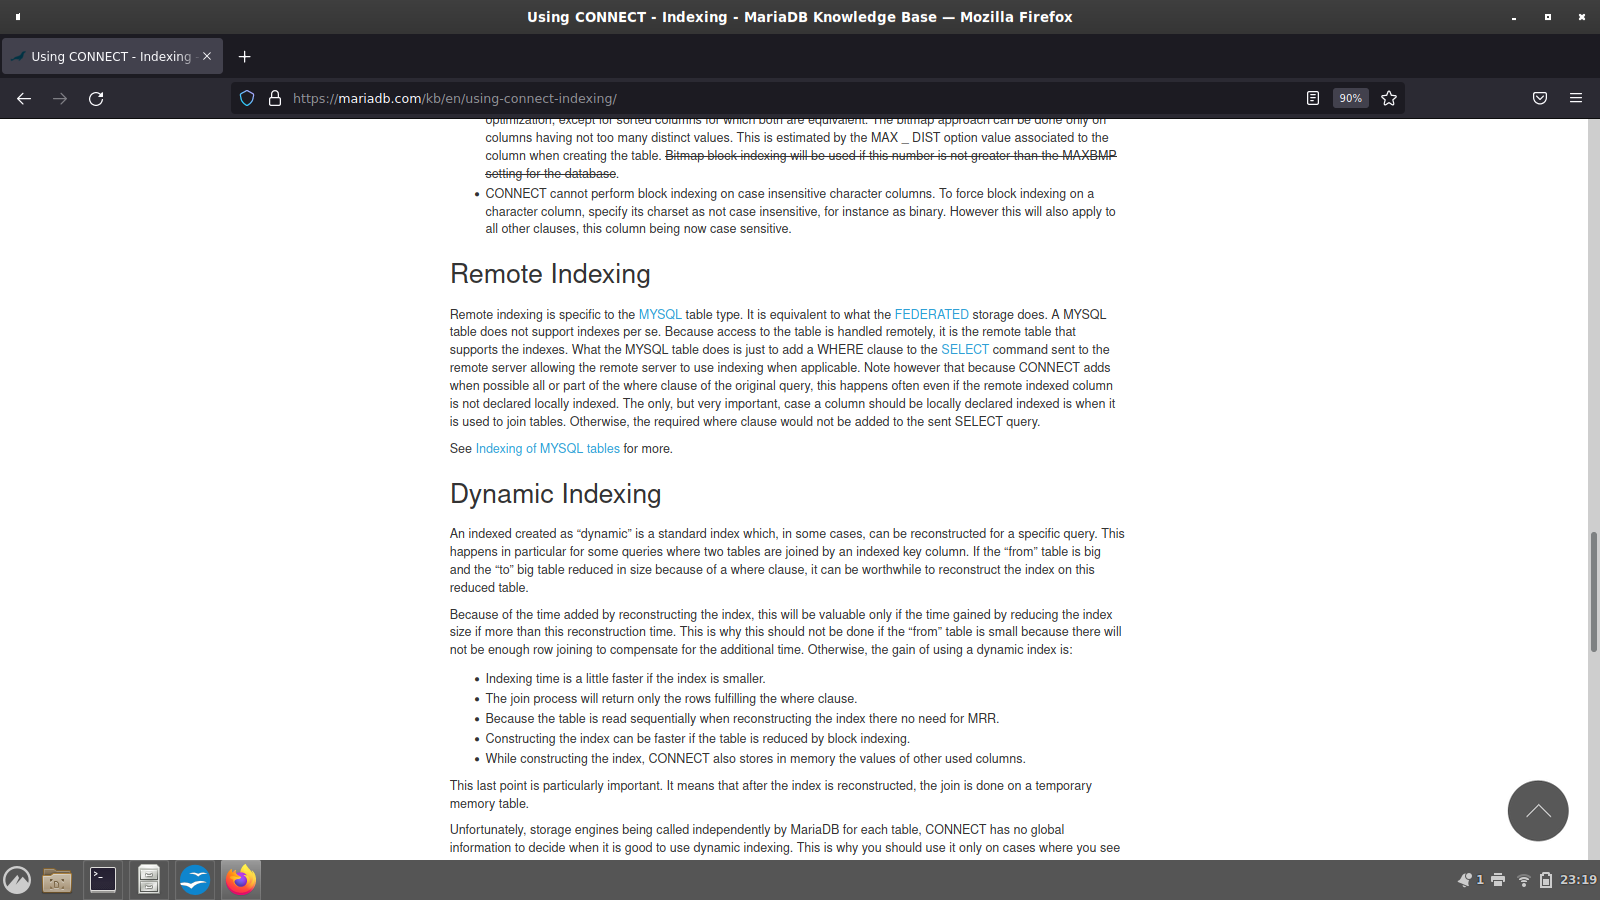 Using CONNECT - Indexing - MariaDB Knowledge Base — Mozilla Firefox
Using CONNECT - Indexing
https://mariadb.com/kb/en/using-connect-indexing/
90%
optimization, except for sorted columns for which both are equivalent. The bitmap approach can be done only on
columns having not too many distinct values. This is estimated by the MAX _ DIST option value associated to the
column when creating the table. Bitmap block indexing will be used if this number is not greater than the MAXBMP
setting for the database.
• CONNECT cannot perform block indexing on case insensitive character columns. To force block indexing on a
character column, specify its charset as not case insensitive, for instance as binary. However this will also apply to
all other clauses, this column being now case sensitive.
Remote Indexing
Remote indexing is specific to the MYSQL table type. It is equivalent to what the FEDERATED storage does. A MYSQL
table does not support indexes per se. Because access to the table is handled remotely, it is the remote table that
supports the indexes. What the MYSQL table does is just to add a WHERE clause to the SELECT command sent to the
remote server allowing the remote server to use indexing when applicable. Note however that because CONNECT adds
when possible all or part of the where clause of the original query, this happens often even if the remote indexed column
is not declared locally indexed. The only, but very important, case a column should be locally declared indexed is when it
is used to join tables. Otherwise, the required where clause would not be added to the sent SELECT query.
See Indexing of MYSQL tables for more.
Dynamic Indexing
An indexed created as “dynamic” is a standard index which, in some cases, can be reconstructed for a specific query. This
happens in particular for some queries where two tables are joined by an indexed key column. If the “from” table is big
and the “to” big table reduced in size because of a where clause, it can be worthwhile to reconstruct the index on this
reduced table.
Because of the time added by reconstructing the index, this will be valuable only if the time gained by reducing the index
size if more than this reconstruction time. This is why this should not be done if the “from” table is small because there will
not be enough row joining to compensate for the additional time. Otherwise, the gain of using a dynamic index is:
• Indexing time is a little faster if the index is smaller.
• The join process will return only the rows fulfilling the where clause.
• Because the table is read sequentially when reconstructing the index there no need for MRR.
• Constructing the index can be faster if the table is reduced by block indexing.
• While constructing the index, CONNECT also stores in memory the values of other used columns.
This last point is particularly important. It means that after the index is reconstructed, the join is done on a temporary
memory table.
Unfortunately, storage engines being called independently by MariaDB for each table, CONNECT has no global
information to decide when it is good to use dynamic indexing. This is why you should use it only on cases where you see
1
23:19